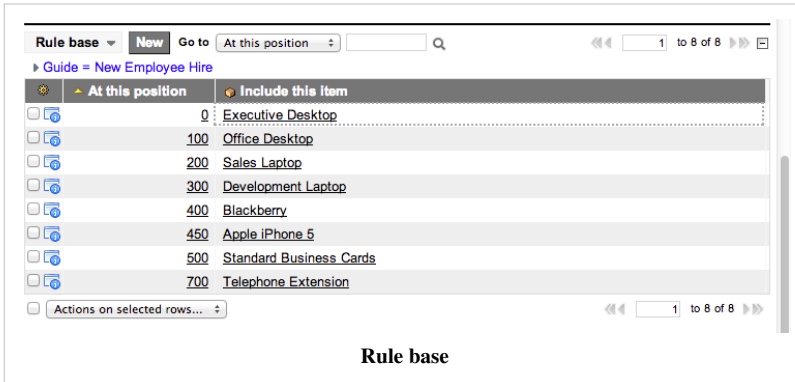 Rule base New Go to At this position 1 to 8 of 8
Guide = New Employee Hire
At this position Include this item
0 Executive Desktop
100 Office Desktop
200 Sales Laptop
300 Development Laptop
400 Blackberry
450 Apple iPhone 5
500 Standard Business Cards
700 Telephone Extension
Actions on selected rows... 1 to 8 of 8
Rule base